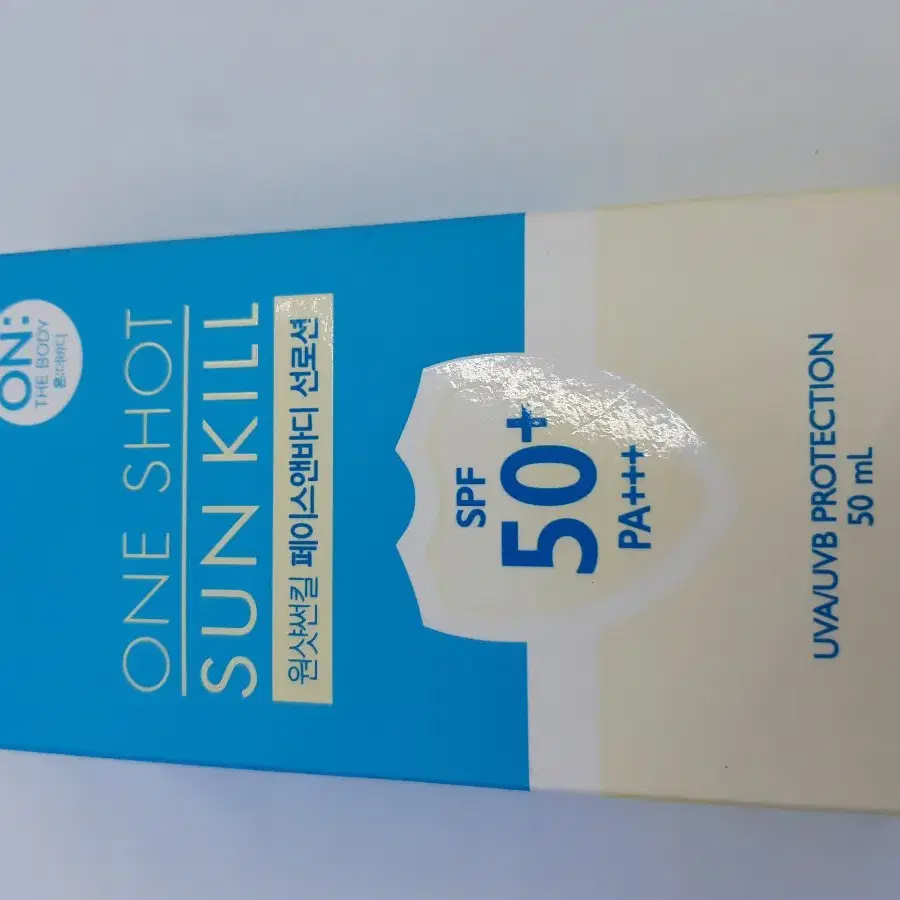 ON:
THE BODY
온:더바디
ONE SHOT
SUN KILL
원샷썬킬 페이스앤바디 선로션
SPF
50+
PA+++
UVA/UVB PROTECTION
50 mL